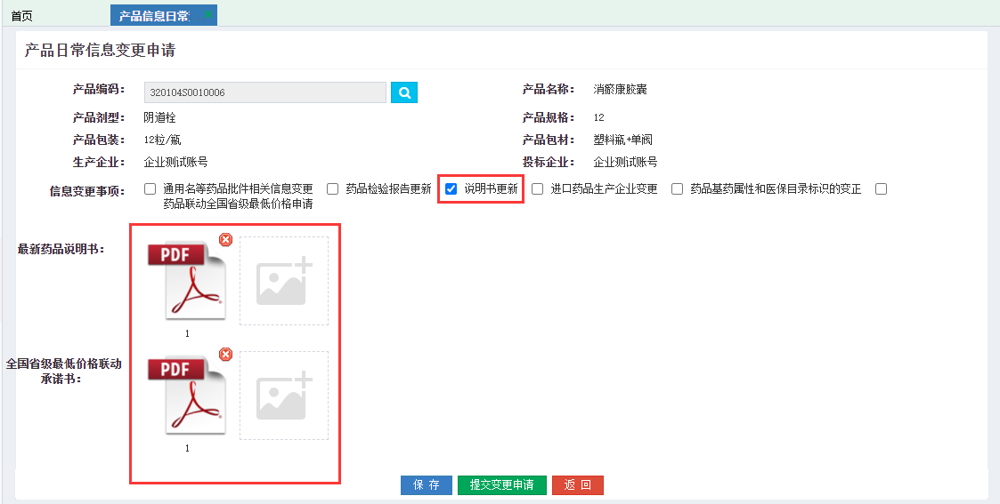 首页
产品信息日常
产品日常信息变更申请
产品编码： 320104S0010006 产品名称： 消瘀康胶囊
产品剂型： 阴道栓 产品规格： 12
产品包装： 12粒/瓶 产品包材： 塑料瓶+单阀
生产企业： 企业测试账号 投标企业： 企业测试账号
信息变更事项： 通用名等药品批件相关信息变更 药品检验报告更新 说明书更新 进口药品生产企业变更 药品基药属性和医保目录标识的变正
药品联动全国省级最低价格申请
最新药品说明书：
PDF
1
全国省级最低价格联动
承诺书：
PDF
1
保 存 提交变更申请 返 回